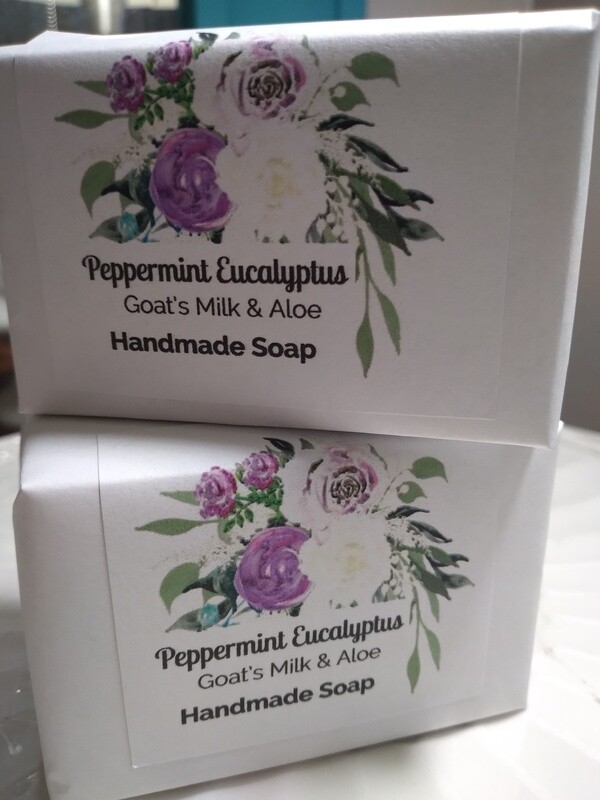 Peppermint Eucalyptus
Goat's Milk & Aloe
Handmade Soap
Peppermint Eucalyptus
Goat's Milk & Aloe
Handmade Soap